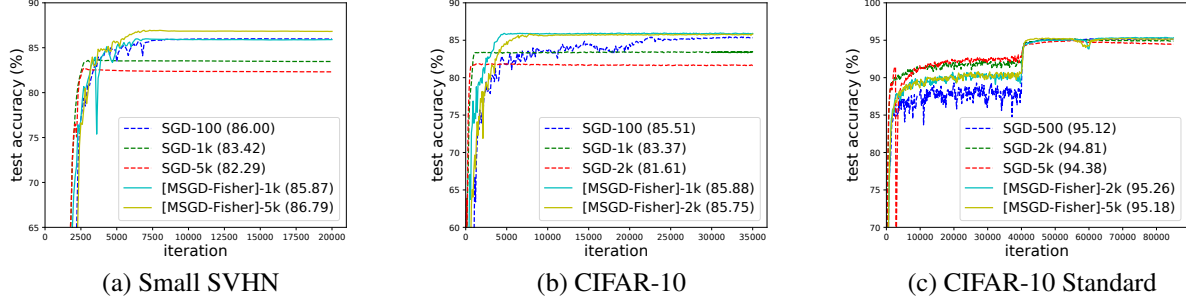 test accuracy (%)
90
85
80
75
70
65
0
2500
5000
7500
10000
12500
15000
17500
20000
iteration
SGD-100 (86.00)
SGD-1k (83.42)
SGD-5k (82.29)
[MSGD-Fisher]-1k (85.87)
[MSGD-Fisher]-5k (86.79)
(a) Small SVHN
test accuracy (%)
90
85
80
75
70
65
60
0
5000
10000
15000
20000
25000
30000
35000
iteration
SGD-100 (85.51)
SGD-1k (83.37)
SGD-2k (81.61)
[MSGD-Fisher]-1k (85.88)
[MSGD-Fisher]-2k (85.75)
(b) CIFAR-10
test accuracy (%)
100
95
90
85
80
75
70
0
10000
20000
30000
40000
50000
60000
70000
80000
iteration
SGD-500 (95.12)
SGD-2k (94.81)
SGD-5k (94.38)
[MSGD-Fisher]-2k (95.26)
[MSGD-Fisher]-5k (95.18)
(c) CIFAR-10 Standard